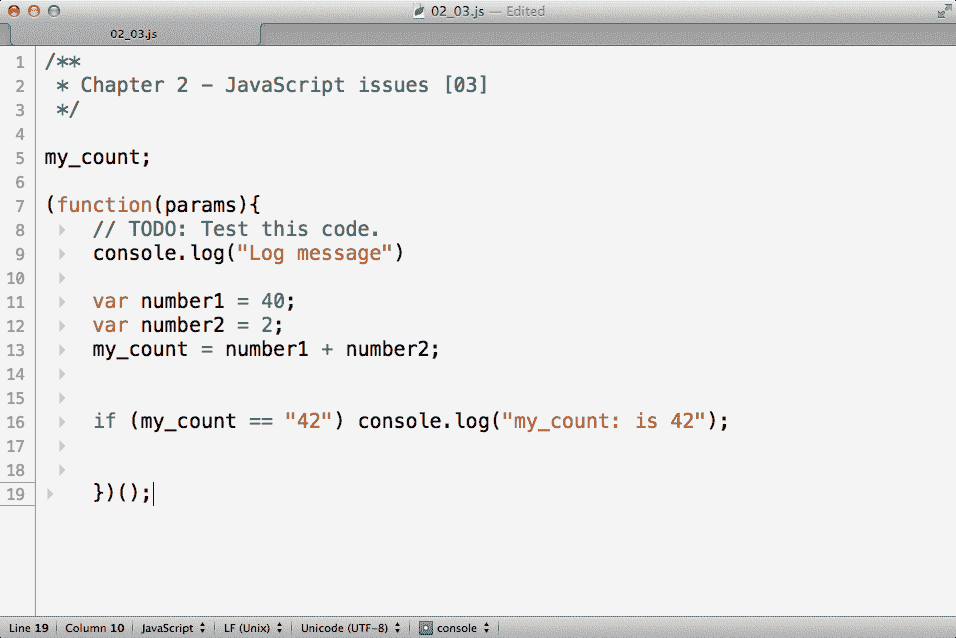 02_03.js — Edited
02_03.js
1 /**
2 * Chapter 2 - JavaScript issues [03]
3 */
4
5 my_count;
6
7 (function(params){
8 // TODO: Test this code.
9 console.log("Log message")
10
11 var number1 = 40;
12 var number2 = 2;
13 my_count = number1 + number2;
14
15
16 if (my_count == "42") console.log("my_count: is 42");
17
18
19 })();
Line 19 Column 10 JavaScript LF (Unix) Unicode (UTF-8) console